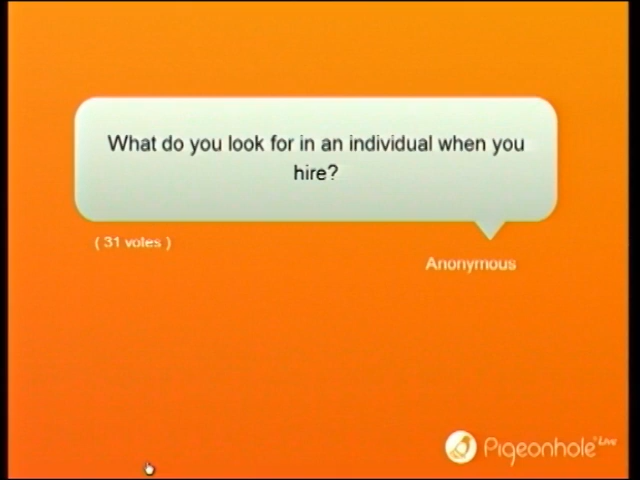 What do you look for in an individual when you
hire?
( 31 votes )
Anonymous
Pigeonhole Live